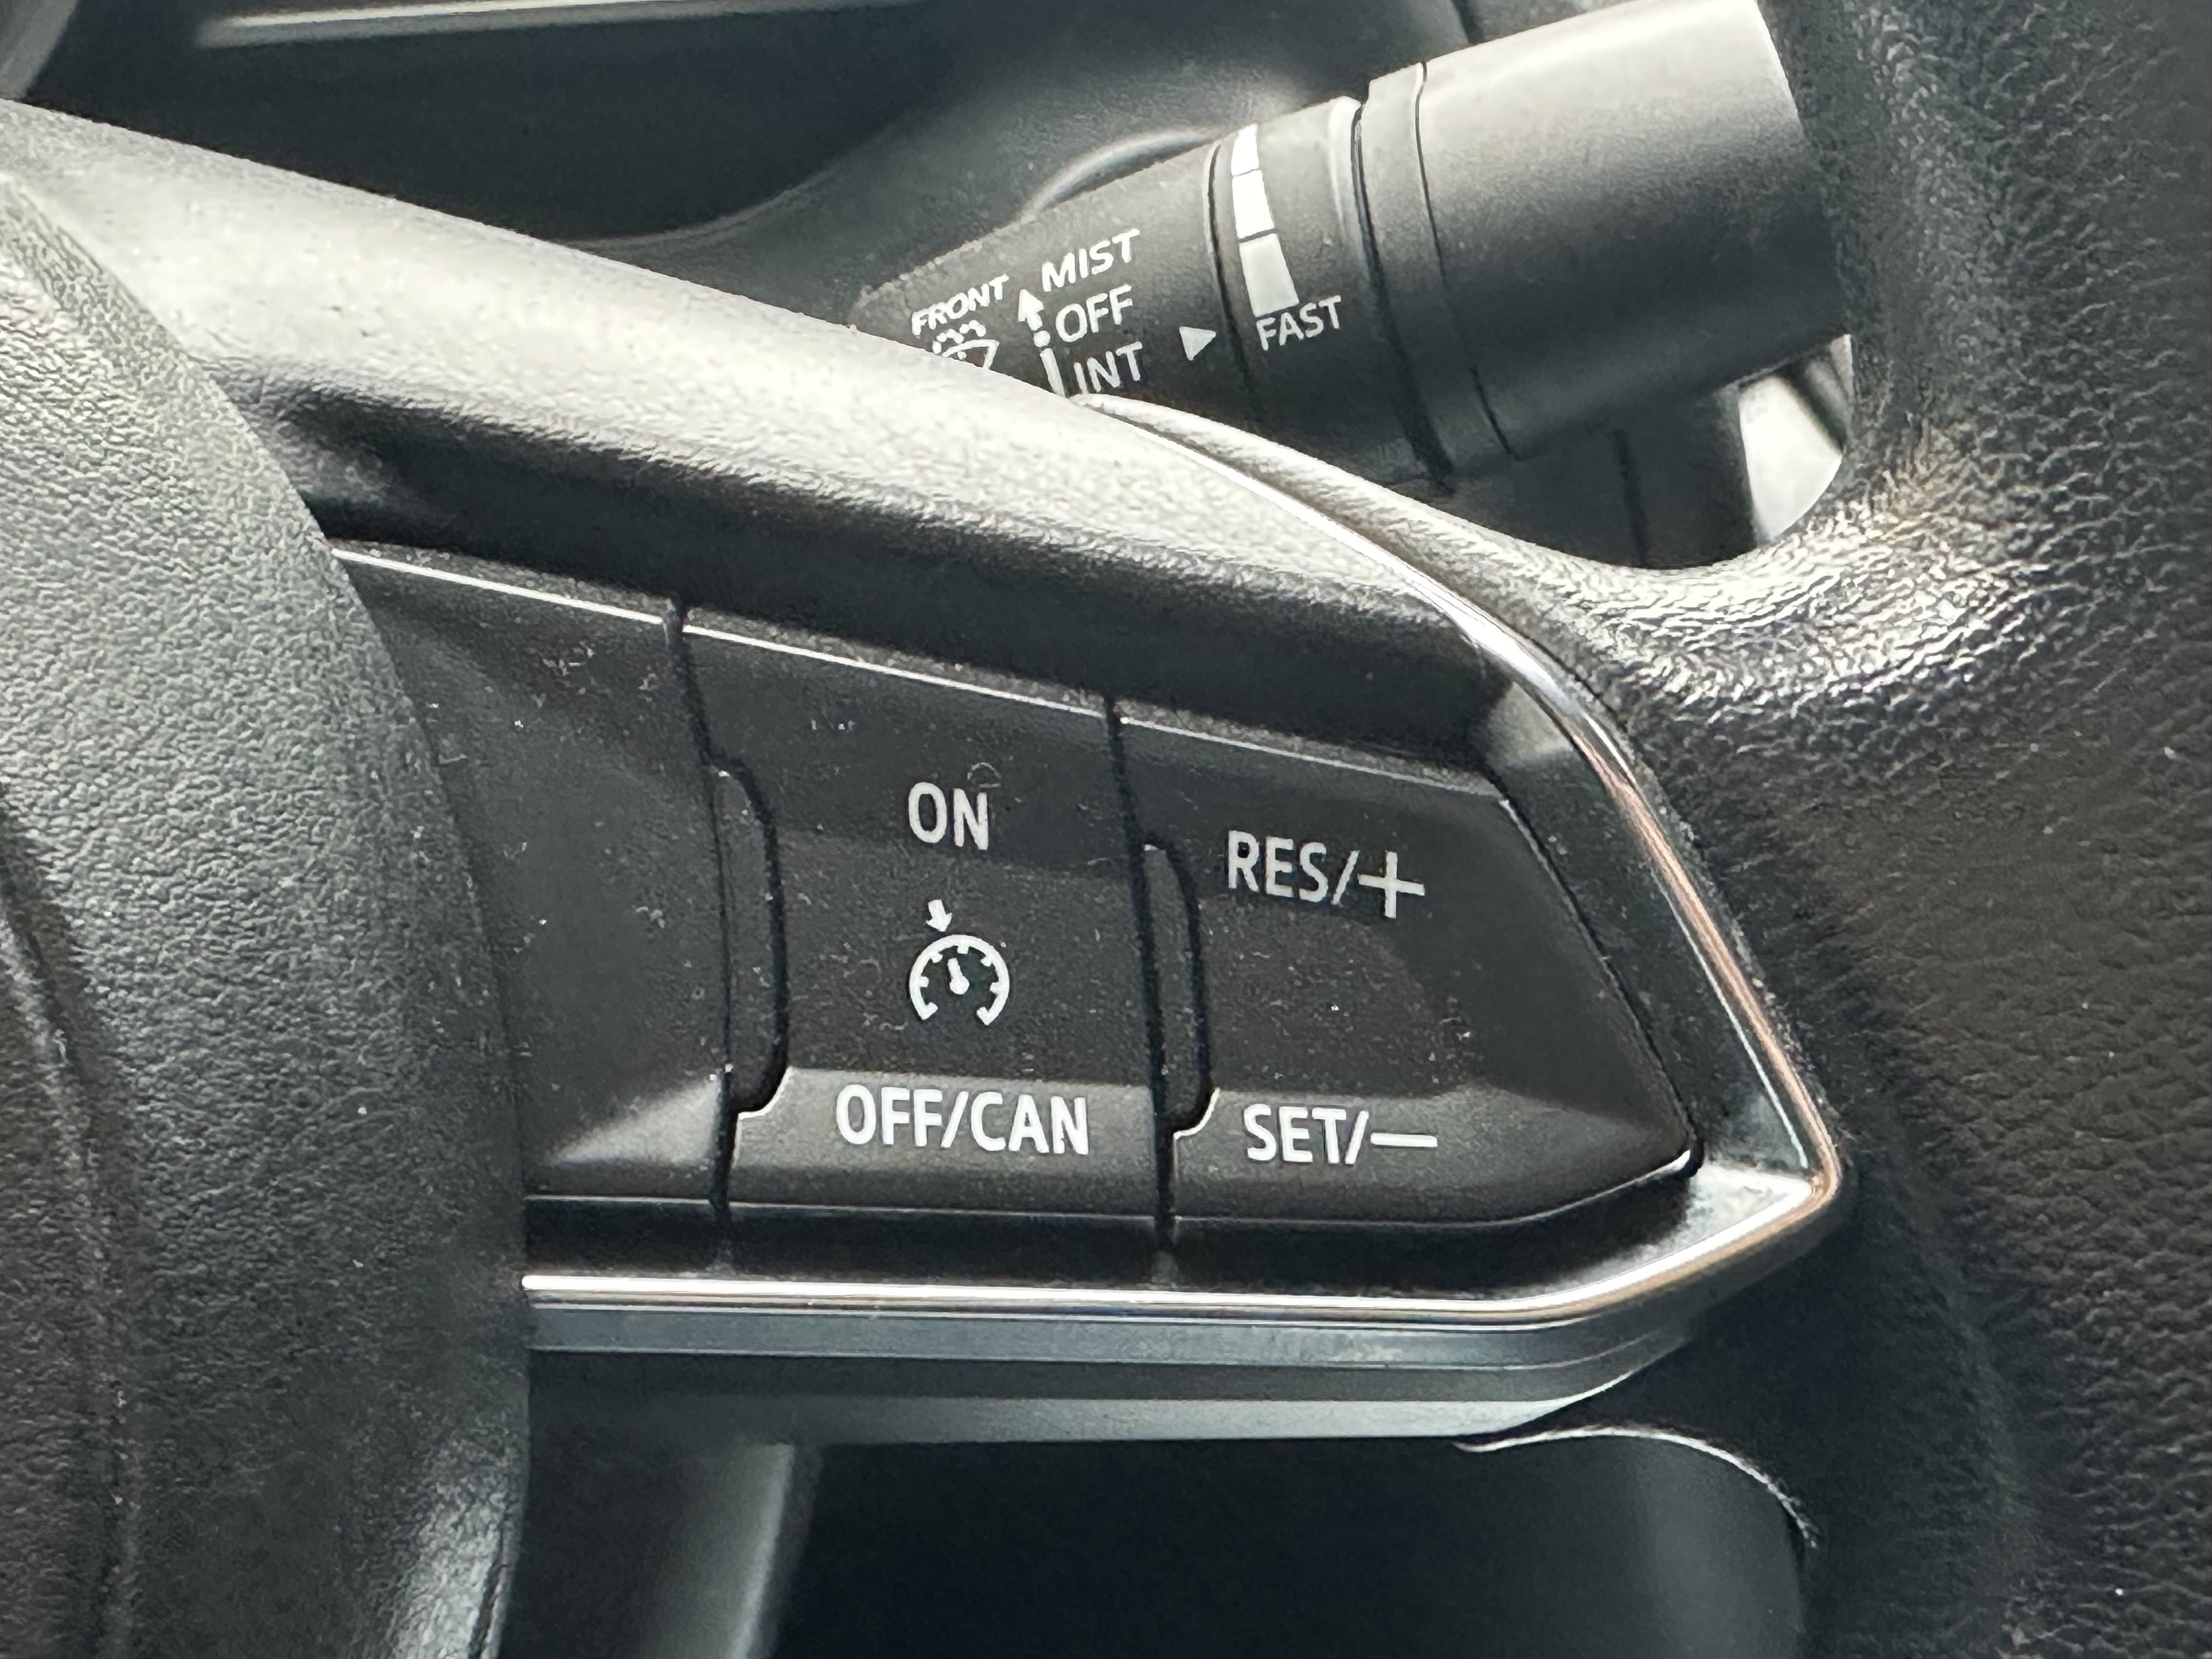 FRONT
MIST
OFF
INT
FAST
ON
OFF/CAN
RES/+
SET/—